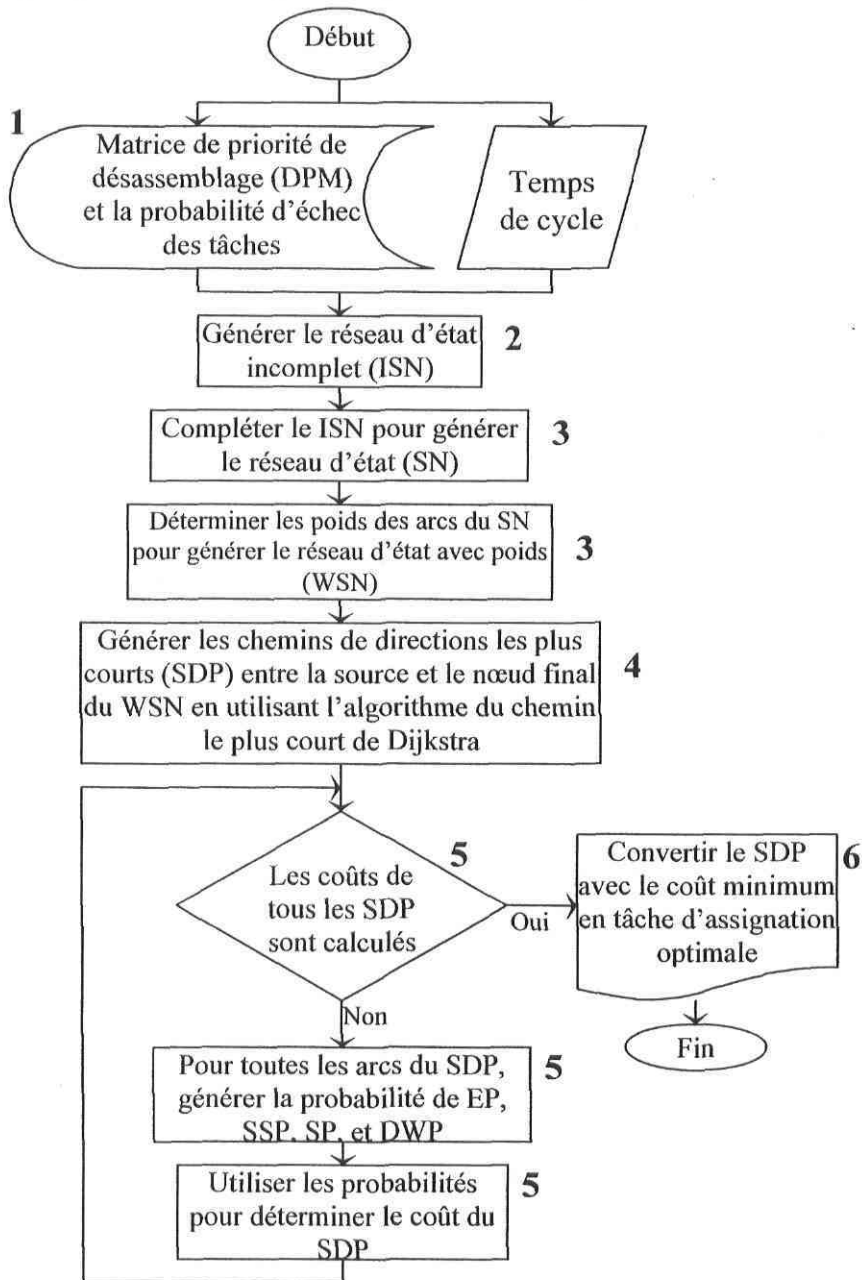 Début
1
Matrice de priorité de
désassemblage (DPM)
et la probabilité d'échec
des tâches
Temps
de cycle
Générer le réseau d'état
incomplet (ISN)
2
Compléter le ISN pour générer
le réseau d'état (SN)
3
Déterminer les poids des arcs du SN
pour générer le réseau d'état avec poids
(WSN)
3
Générer les chemins de directions les plus
courts (SDP) entre la source et le nœud final
du WSN en utilisant l'algorithme du chemin
le plus court de Dijkstra
4
Les coûts de
tous les SDP
sont calculés
5
Oui
Convertir le SDP
avec le coût minimum
en tâche d'assignation
optimale
6
Non
Fin
Pour toutes les arcs du SDP,
générer la probabilité de EP,
SSP, SP, et DWP
5
Utiliser les probabilités
pour déterminer le coût du
SDP
5